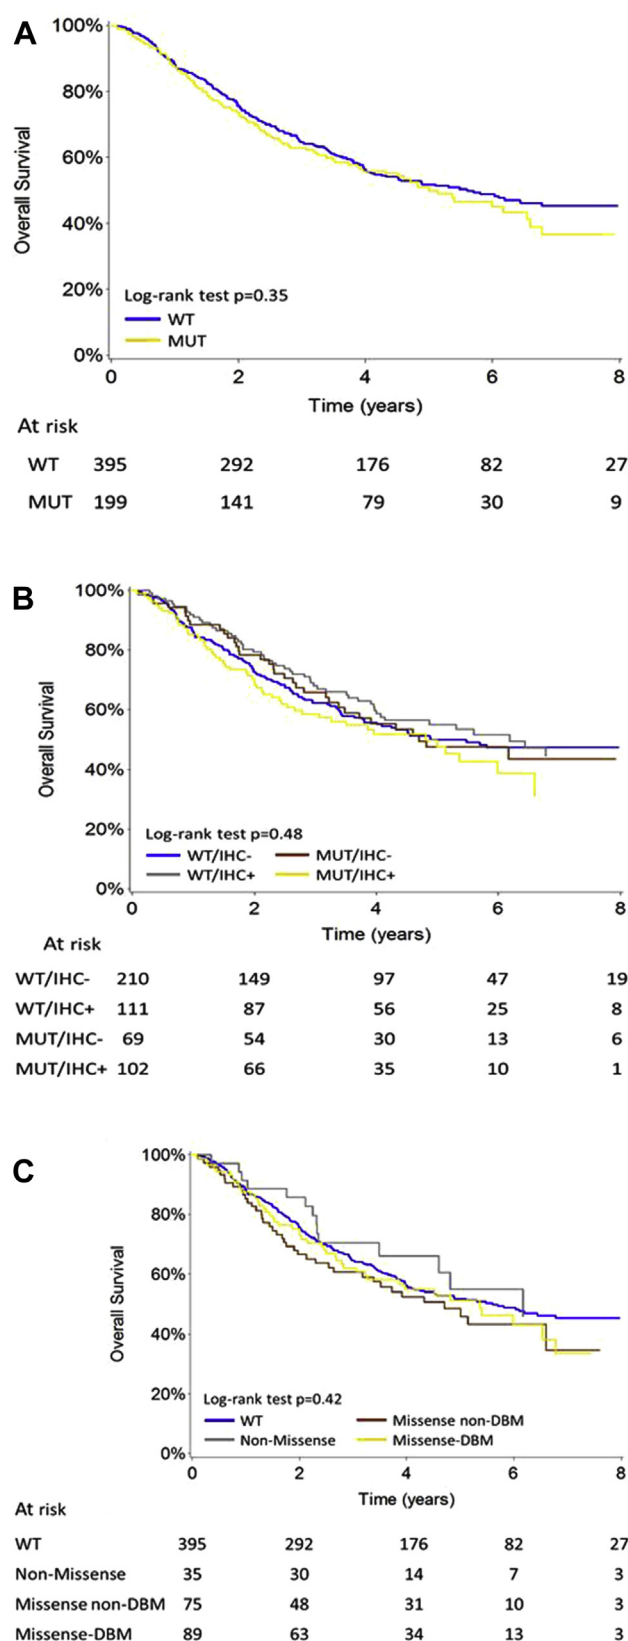 A
100%
80%
60%
40%
20%
0%
Overall Survival
Log-rank test p=0.35
WT
MUT
0 2 4 6 8
Time (years)
At risk
WT 395 292 176 82 27
MUT 199 141 79 30 9
B
100%
80%
60%
40%
20%
0%
Overall Survival
Log-rank test p=0.48
WT/IHC- MUT/IHC-
WT/IHC+ MUT/IHC+
0 2 4 6 8
Time (years)
At risk
WT/IHC- 210 149 97 47 19
WT/IHC+ 111 87 56 25 8
MUT/IHC- 69 54 30 13 6
MUT/IHC+ 102 66 35 10 1
C
100%
80%
60%
40%
20%
0%
Overall Survival
Log-rank test p=0.42
WT Missense non-DBM
Non-Missense Missense-DBM
0 2 4 6 8
Time (years)
At risk
WT 395 292 176 82 27
Non-Missense 35 30 14 7 3
Missense non-DBM 75 48 31 10 3
Missense-DBM 89 63 34 13 3